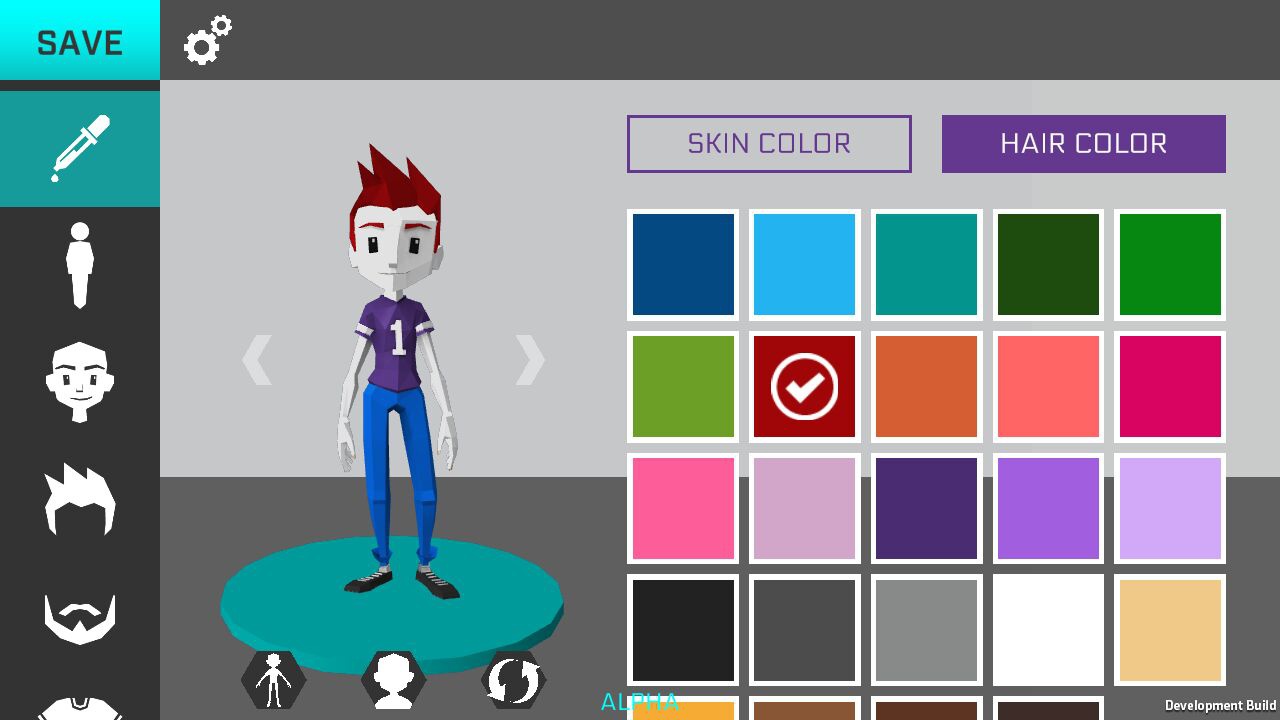 SAVE
SKIN COLOR
HAIR COLOR
1
ALPHA
Development Build